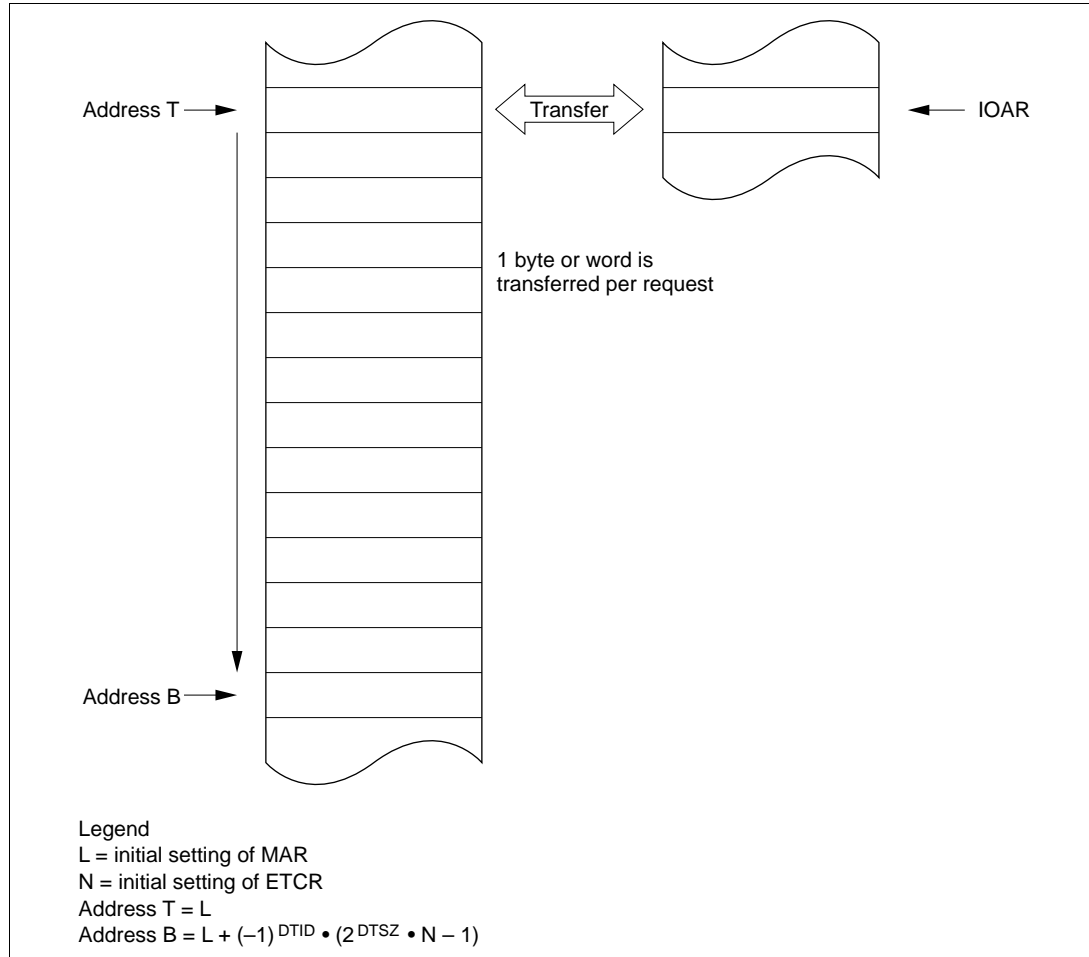 Address T
Transfer
IOAR
1 byte or word is
transferred per request
Address B
Legend
L = initial setting of MAR
N = initial setting of ETCR
Address T = L
Address B = L + (–1) DTID • (2 DTSZ • N – 1)